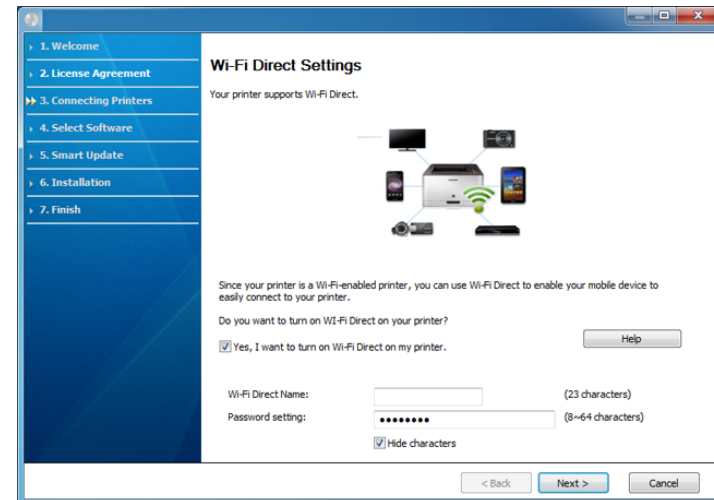 1. Welcome
2. License Agreement
3. Connecting Printers
4. Select Software
5. Smart Update
6. Installation
7. Finish
Wi-Fi Direct Settings
Your printer supports Wi-Fi Direct.
Since your printer is a Wi-Fi-enabled printer, you can use Wi-Fi Direct to enable your mobile device to
easily connect to your printer.
Do you want to turn on WI-Fi Direct on your printer?
Yes, I want to turn on Wi-Fi Direct on my printer.
Help
Wi-Fi Direct Name: (23 characters)
Password setting: ●●●●●●●● (8~64 characters)
Hide characters
< Back Next > Cancel